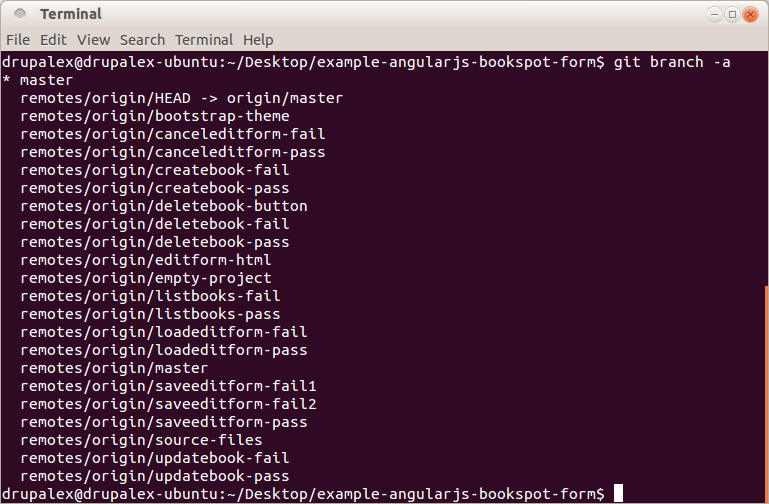 Terminal
File Edit View Search Terminal Help
drupalex@drupalex-ubuntu:~/Desktop/example-angularjs-bookspot-form$ git branch -a
* master
  remotes/origin/HEAD -> origin/master
  remotes/origin/bootstrap-theme
  remotes/origin/canceleditform-fail
  remotes/origin/canceleditform-pass
  remotes/origin/createbook-fail
  remotes/origin/createbook-pass
  remotes/origin/deletebook-button
  remotes/origin/deletebook-fail
  remotes/origin/deletebook-pass
  remotes/origin/editform-html
  remotes/origin/empty-project
  remotes/origin/listbooks-fail
  remotes/origin/listbooks-pass
  remotes/origin/loadeditform-fail
  remotes/origin/loadeditform-pass
  remotes/origin/master
  remotes/origin/saveeditform-fail1
  remotes/origin/saveeditform-fail2
  remotes/origin/saveeditform-pass
  remotes/origin/source-files
  remotes/origin/updatebook-fail
  remotes/origin/updatebook-pass
drupalex@drupalex-ubuntu:~/Desktop/example-angularjs-bookspot-form$